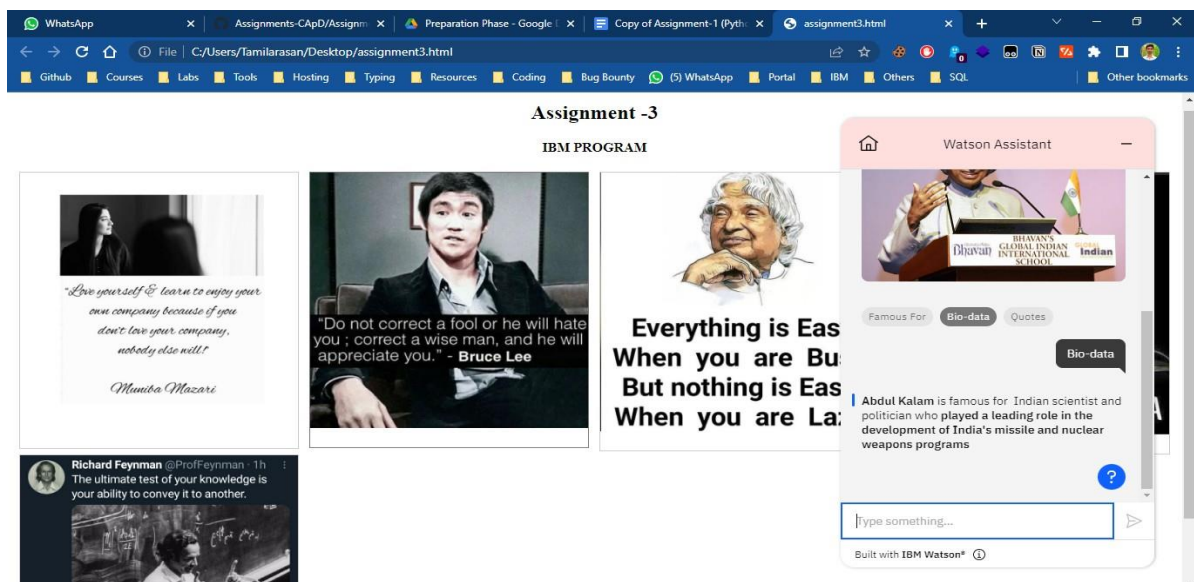 WhatsApp
Assignments-CApD/Assignm
Preparation Phase - Google
Copy of Assignment-1 (Pyth
assignment3.html
File | C:/Users/Tamilarasan/Desktop/assignment3.html
Github Courses Labs Tools Hosting Typing Resources Coding Bug Bounty (5) WhatsApp Portal IBM Others SQL Other bookmarks
Assignment -3
IBM PROGRAM
"Love yourself & learn to enjoy your
own company because if you
don't love your company,
nobody else will!"
Muniba Mazari
"Do not correct a fool or he will hate
you ; correct a wise man, and he will
appreciate you." - Bruce Lee
Everything is Eas
When you are Bu
But nothing is Eas
When you are La
Richard Feynman @ProfFeynman · 1h
The ultimate test of your knowledge is
your ability to convey it to another.
Watson Assistant
Bhavan
BHAVAN'S
GLOBAL INDIAN
INTERNATIONAL
SCHOOL
Indian
Famous For Bio-data Quotes
Bio-data
Abdul Kalam is famous for Indian scientist and
politician who played a leading role in the
development of India's missile and nuclear
weapons programs
?
Type something...
Built with IBM Watson®